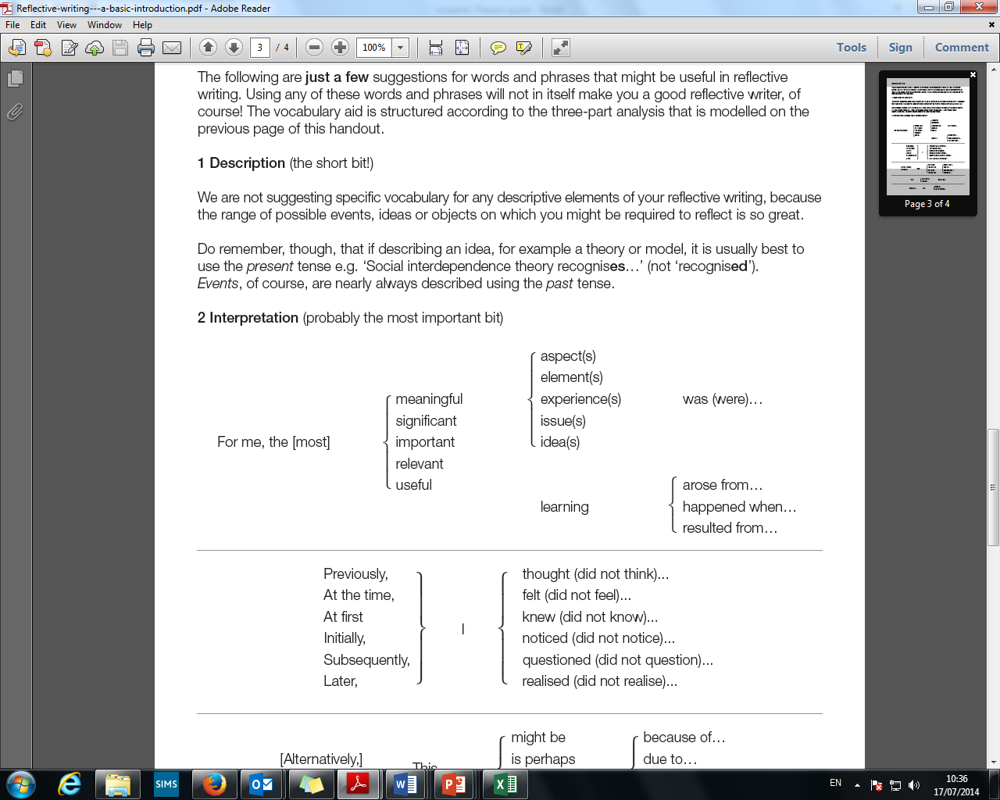 Reflective-writing---a-basic-introduction.pdf - Adobe Reader
File Edit View Window Help
3 / 4 100% Tools Sign Comment
The following are just a few suggestions for words and phrases that might be useful in reflective
writing. Using any of these words and phrases will not in itself make you a good reflective writer, of
course! The vocabulary aid is structured according to the three-part analysis that is modelled on the
previous page of this handout.
1 Description (the short bit!)
We are not suggesting specific vocabulary for any descriptive elements of your reflective writing, because
the range of possible events, ideas or objects on which you might be required to reflect is so great.
Do remember, though, that if describing an idea, for example a theory or model, it is usually best to
use the present tense e.g. ‘Social interdependence theory recognises…’ (not ‘recognised’).
Events, of course, are nearly always described using the past tense.
2 Interpretation (probably the most important bit)
aspect(s)
element(s)
meaningful experience(s) was (were)…
significant issue(s)
For me, the [most] important idea(s)
relevant
useful arose from…
learning happened when…
resulted from…
Previously, thought (did not think)...
At the time, felt (did not feel)...
At first knew (did not know)...
I
Initially, noticed (did not notice)...
Subsequently, questioned (did not question)...
Later, realised (did not realise)...
might be because of…
[Alternatively,] is perhaps due to…
This
Page 3 of 4
SIMS
EN
10:36
17/07/2014